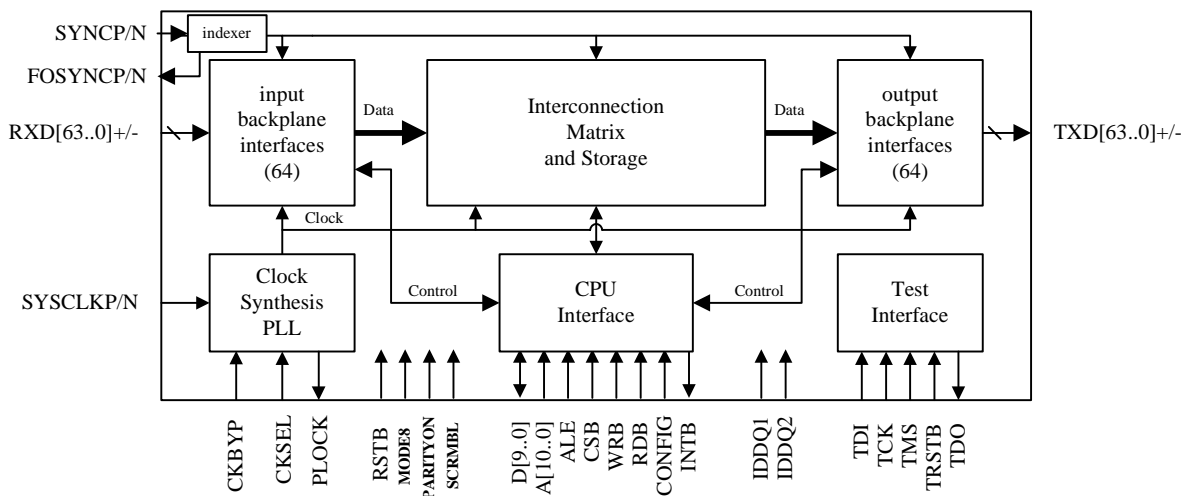 SYNCP/N
indexer
FOSYNCP/N
RXD[63..0]+/-
input
backplane
interfaces
(64)
Data
Interconnection
Matrix
and Storage
Data
output
backplane
interfaces
(64)
TXD[63..0]+/-
Clock
SYSCLKP/N
Clock
Synthesis
PLL
Control
CPU
Interface
Control
Test
Interface
CKBYP
CKSEL
PLOCK
RSTB
MODE8
PARITYON
SCRMBL
D[9..0]
A[10..0]
ALE
CSB
WRB
RDB
CONFIG
INTB
IDDQ1
IDDQ2
TDI
TCK
TMS
TRSTB
TDO